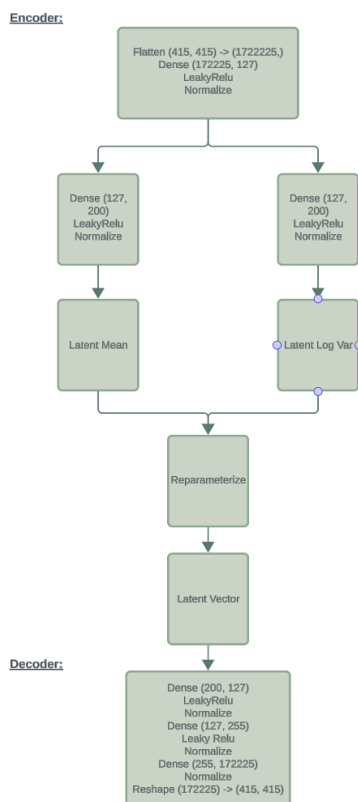 Encoder:
Flatten (415, 415) -> (1722225,)
Dense (172225, 127)
LeakyRelu
Normalize
Dense (127,
200)
LeakyRelu
Normalize
Dense (127,
200)
LeakyRelu
Normalize
Latent Mean
Latent Log Var
Reparameterize
Latent Vector
Decoder:
Dense (200, 127)
LeakyRelu
Normalize
Dense (127, 255)
Leaky Relu
Normalize
Dense (255, 172225)
Normalize
Reshape (172225) -> (415, 415)